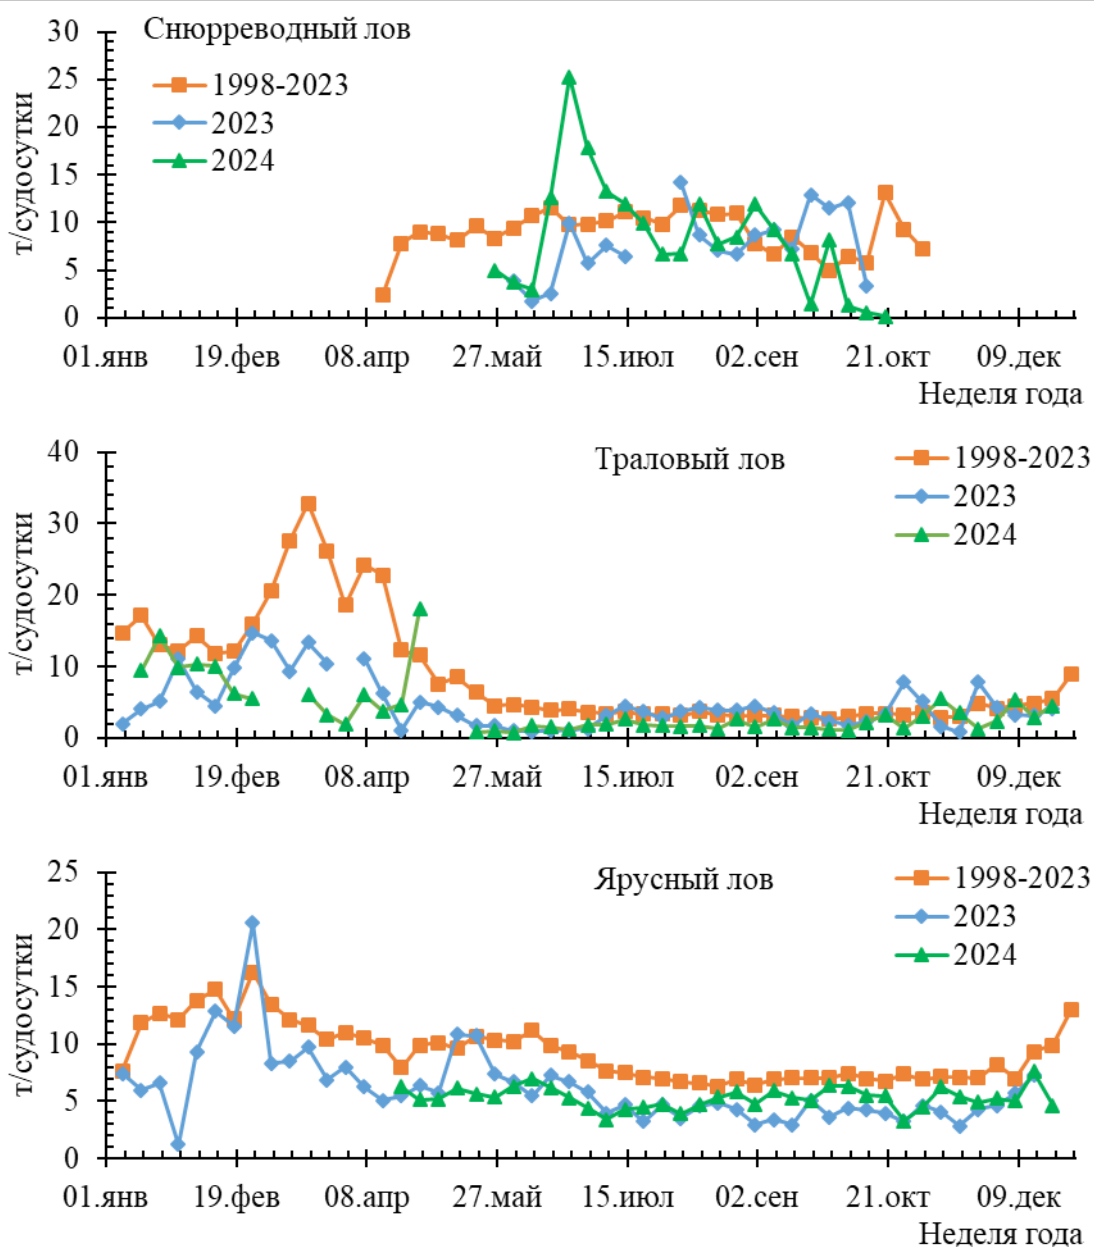 Снюрреводный лов
1998-2023
2023
2024
т/судосутки
30
25
20
15
10
5
0
01.янв 19.фев 08.апр 27.май 15.июл 02.сен 21.окт 09.дек
Неделя года
Траловый лов
1998-2023
2023
2024
т/судосутки
40
30
20
10
0
01.янв 19.фев 08.апр 27.май 15.июл 02.сен 21.окт 09.дек
Неделя года
Ярусный лов
1998-2023
2023
2024
т/судосутки
25
20
15
10
5
0
01.янв 19.фев 08.апр 27.май 15.июл 02.сен 21.окт 09.дек
Неделя года